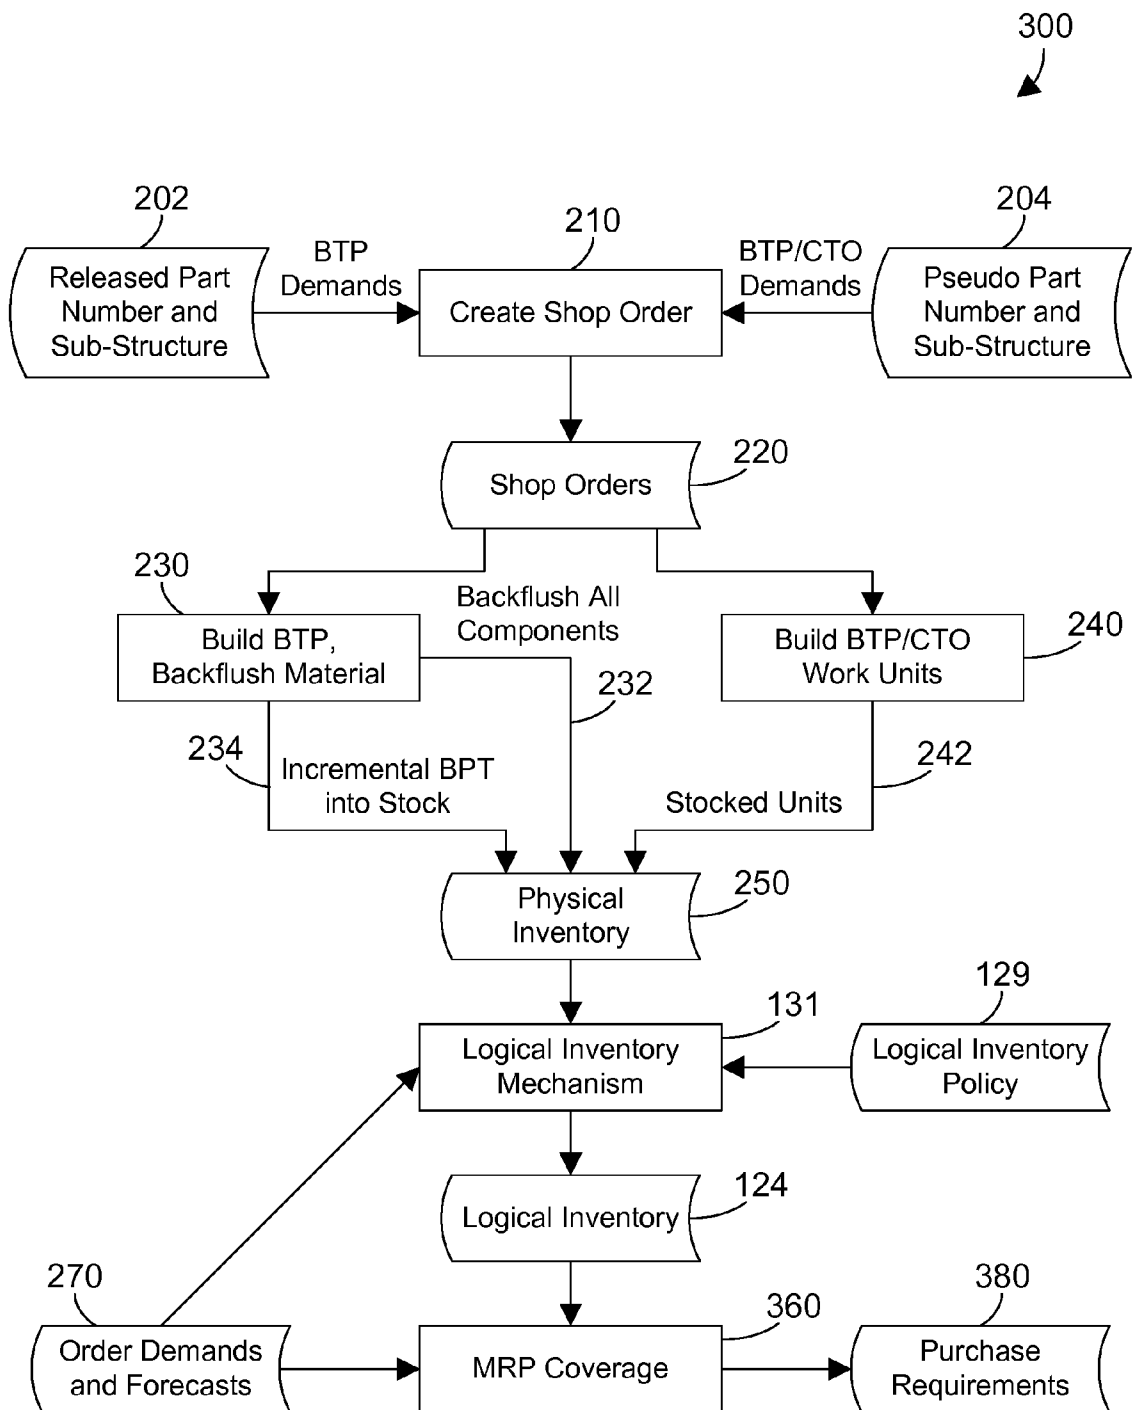 300
202
204
210
Released Part
Number and
Sub-Structure
BTP
Demands
Create Shop Order
BTP/CTO
Demands
Pseudo Part
Number and
Sub-Structure
220
Shop Orders
230
Backflush All
Components
Build BTP,
Backflush Material
Build BTP/CTO
Work Units
240
232
234
Incremental BPT
into Stock
242
Stocked Units
Physical
Inventory
250
131
129
Logical Inventory
Mechanism
Logical Inventory
Policy
124
Logical Inventory
270
360
380
Order Demands
and Forecasts
MRP Coverage
Purchase
Requirements